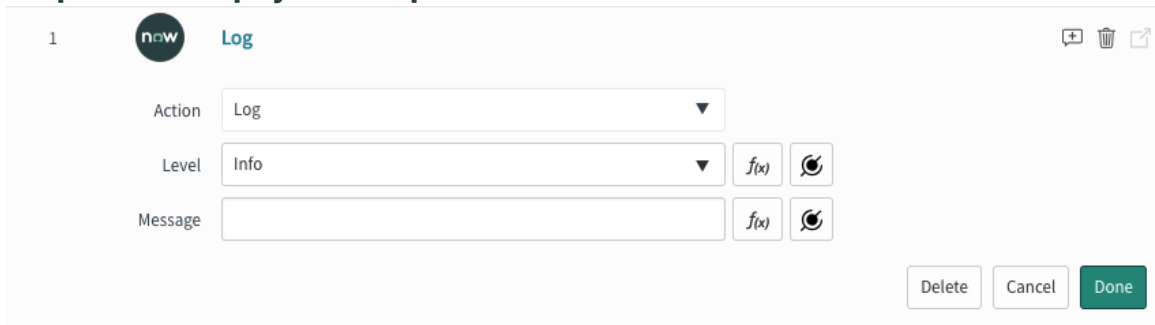 1 now Log
Action Log
Level Info f(x)
Message f(x)
Delete Cancel Done